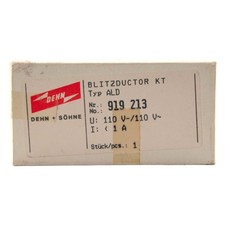 DEHN
DEHN + SÖHNE
BLITZDUCTOR KT
Typ ALD
Nr.:
No.: 919 213
U: 110 V-/110 V~
I: < 1 A
Stück/pcs.: 1